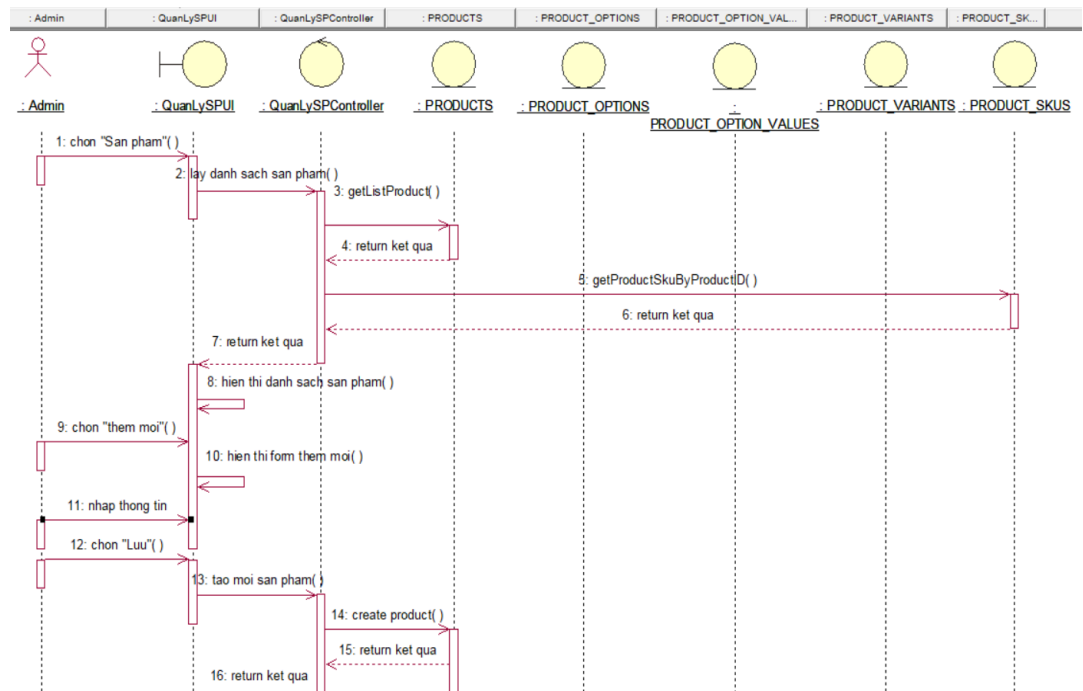 : Admin
: QuanLySPUI
: QuanLySPController
: PRODUCTS
: PRODUCT_OPTIONS
: PRODUCT_OPTION_VAL...
: PRODUCT_VARIANTS
: PRODUCT_SK...
: Admin
: QuanLySPUI
: QuanLySPController
: PRODUCTS
: PRODUCT_OPTIONS
:
PRODUCT_OPTION_VALUES
: PRODUCT_VARIANTS
: PRODUCT_SKUS
1: chon "San pham"( )
2: lay danh sach san pham( )
3: getListProduct( )
4: return ket qua
5: getProductSkuByProductID( )
6: return ket qua
7: return ket qua
8: hien thi danh sach san pham( )
9: chon "them moi"( )
10: hien thi form them moi( )
11: nhap thong tin
12: chon "Luu"( )
13: tao moi san pham( )
14: create product( )
15: return ket qua
16: return ket qua